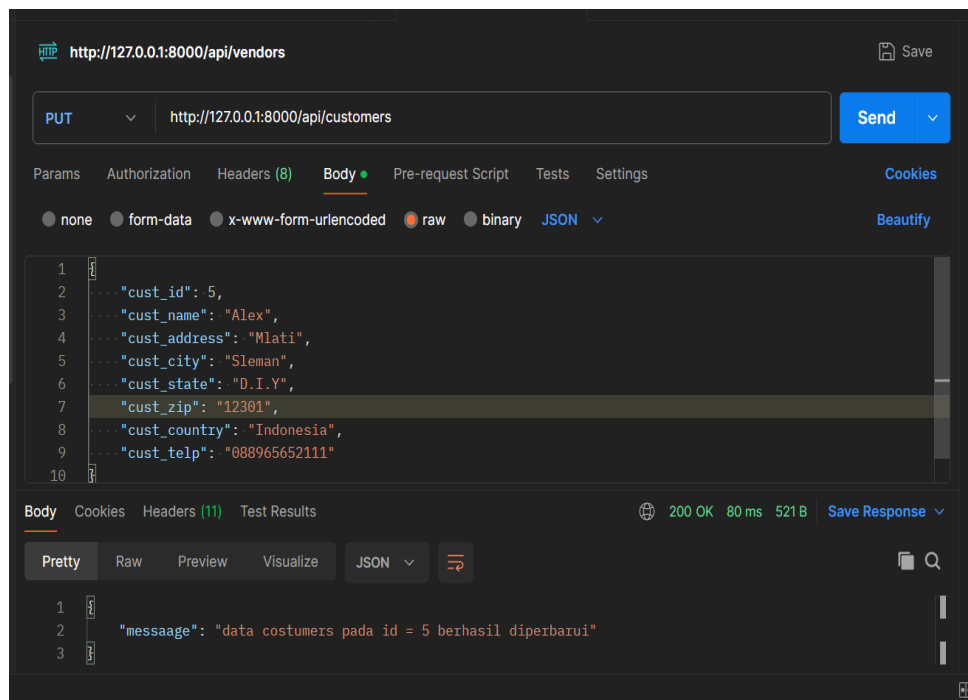 HTTP http://127.0.0.1:8000/api/vendors Save
PUT http://127.0.0.1:8000/api/customers Send
Params Authorization Headers (8) Body Pre-request Script Tests Settings Cookies
none form-data x-www-form-urlencoded raw binary JSON Beautify
1 {
2 "cust_id": 5,
3 "cust_name": "Alex",
4 "cust_address": "Mlati",
5 "cust_city": "Sleman",
6 "cust_state": "D.I.Y",
7 "cust_zip": "12301",
8 "cust_country": "Indonesia",
9 "cust_telp": "088965652111"
10 }
Body Cookies Headers (11) Test Results 200 OK 80 ms 521 B Save Response
Pretty Raw Preview Visualize JSON
1 {
2 "messaage": "data costumers pada id = 5 berhasil diperbarui"
3 }